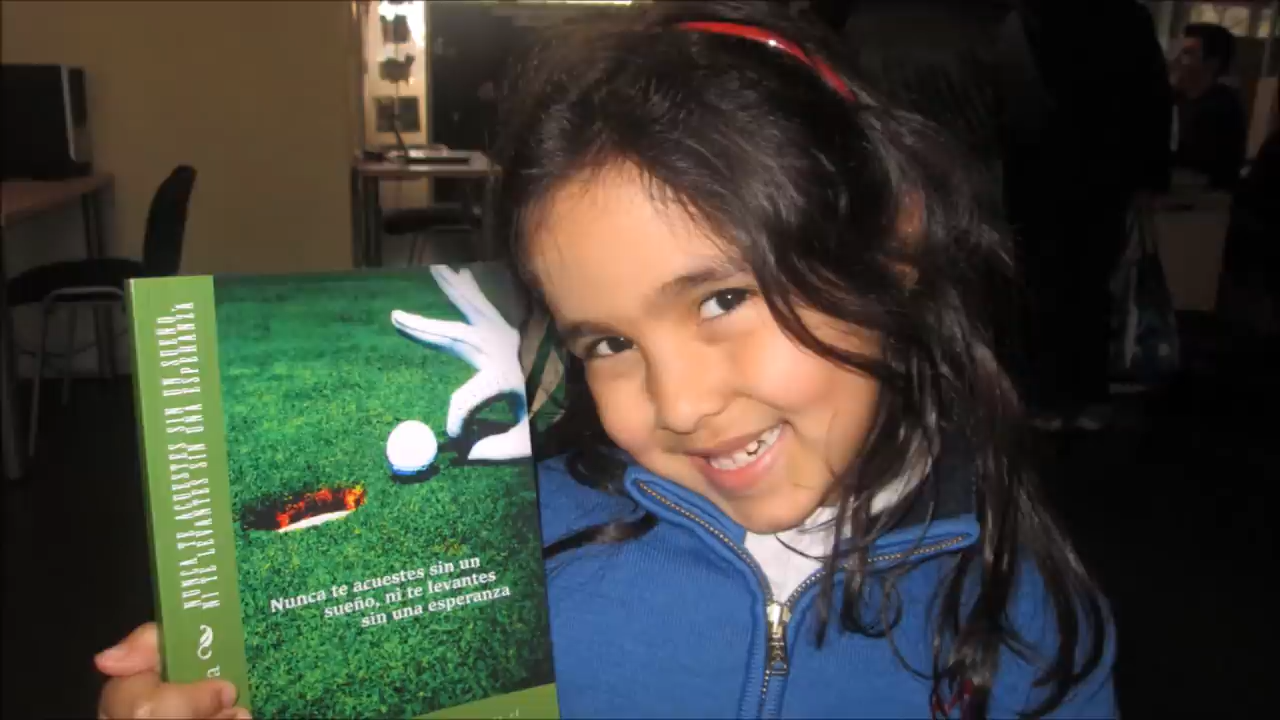 NUNCA TE ACUESTES SIN UN SUEÑO,
NI TE LEVANTES SIN UNA ESPERANZA
Nunca te acuestes sin un
sueño, ni te levantes
sin una esperanza